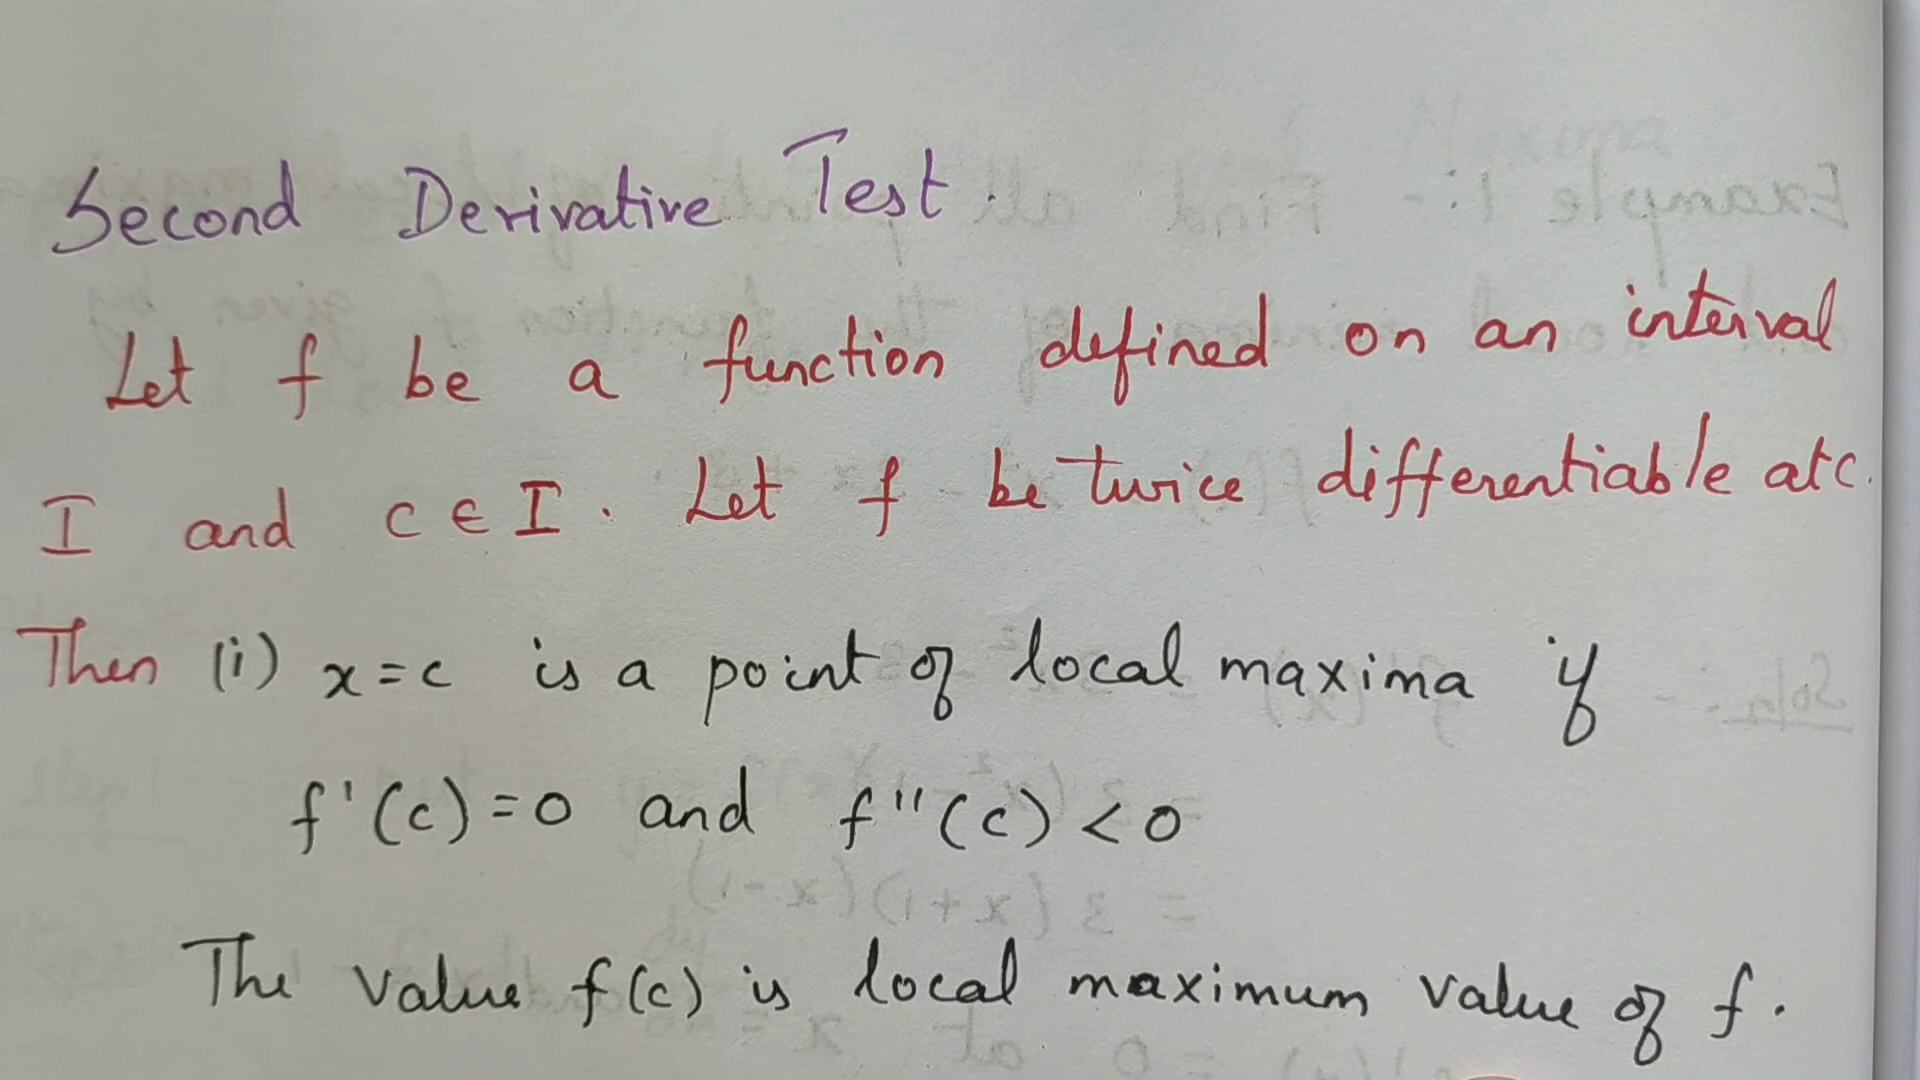 Second Derivative Test.
Let f be a function defined on an interval
I and c ∈ I. Let f be twice differentiable at c.
Then (i) x = c is a point of local maxima if
f'(c) = 0 and f''(c) < 0
The value f(c) is local maximum value of f.